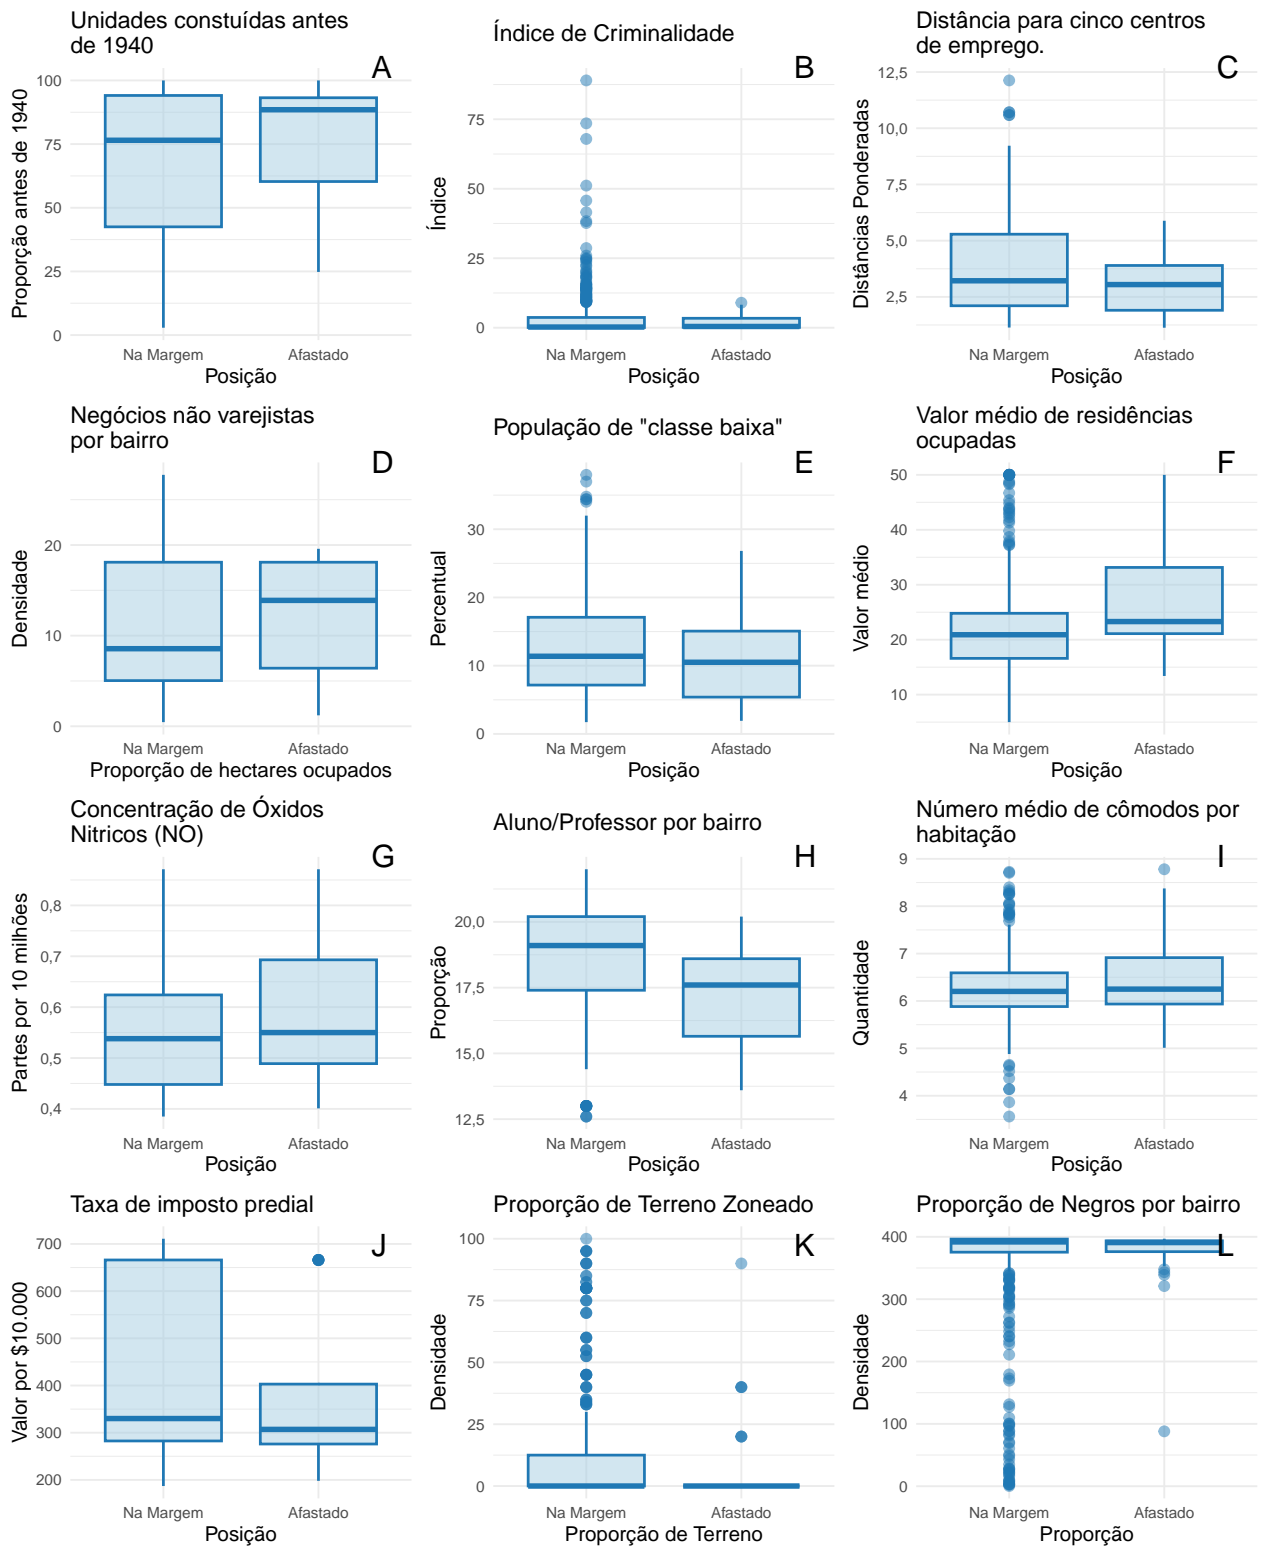 Unidades constuídas antes
de 1940
A
Proporção antes de 1940
100
75
50
25
0
Na Margem
Afastado
Posição
Índice de Criminalidade
B
Índice
75
50
25
0
Na Margem
Afastado
Posição
Distância para cinco centros
de emprego.
C
Distâncias Ponderadas
12,5
10,0
7,5
5,0
2,5
Na Margem
Afastado
Posição
Negócios não varejistas
por bairro
D
Densidade
20
10
0
Na Margem
Afastado
Proporção de hectares ocupados
População de "classe baixa"
E
Percentual
30
20
10
0
Na Margem
Afastado
Posição
Valor médio de residências
ocupadas
F
Valor médio
50
40
30
20
10
Na Margem
Afastado
Posição
Concentração de Óxidos
Nitricos (NO)
G
Partes por 10 milhões
0,8
0,7
0,6
0,5
0,4
Na Margem
Afastado
Posição
Aluno/Professor por bairro
H
Proporção
20,0
17,5
15,0
12,5
Na Margem
Afastado
Posição
Número médio de cômodos por
habitação
I
Quantidade
9
8
7
6
5
4
Na Margem
Afastado
Posição
Taxa de imposto predial
J
Valor por $10.000
700
600
500
400
300
200
Na Margem
Afastado
Posição
Proporção de Terreno Zoneado
K
Densidade
100
75
50
25
0
Na Margem
Afastado
Proporção de Terreno
Proporção de Negros por bairro
L
Densidade
400
300
200
100
0
Na Margem
Afastado
Proporção